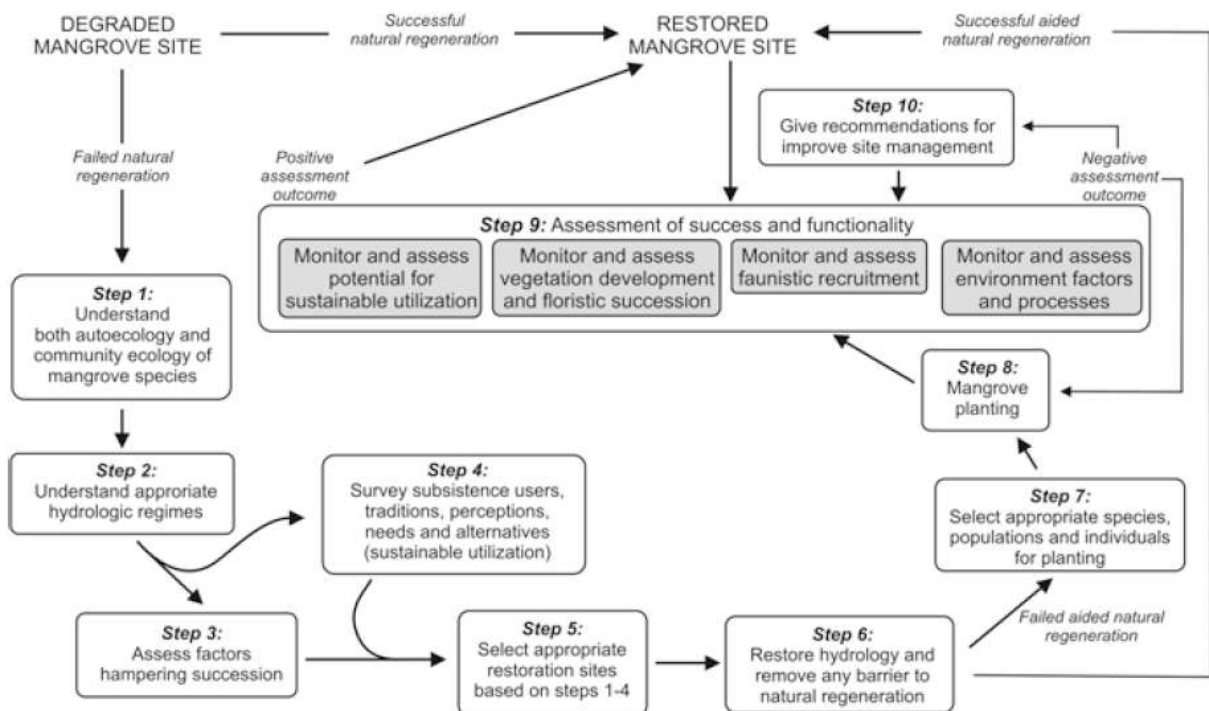 DEGRADED
MANGROVE SITE
Successful
natural regeneration
RESTORED
MANGROVE SITE
Successful aided
natural regeneration
Failed natural
regeneration
Positive
assessment
outcome
Step 10:
Give recommendations for
improve site management
Negative
assessment
outcome
Step 9: Assessment of success and functionality
Monitor and assess
potential for
sustainable utilization
Monitor and assess
vegetation development
and floristic succession
Monitor and assess
faunistic recruitment
Monitor and assess
environment factors
and processes
Step 1:
Understand
both autoecology and
community ecology of
mangrove species
Step 8:
Mangrove
planting
Step 2:
Understand approriate
hydrologic regimes
Step 4:
Survey subsistence users,
traditions, perceptions,
needs and alternatives
(sustainable utilization)
Step 7:
Select appropriate species,
populations and individuals
for planting
Step 3:
Assess factors
hampering succession
Step 5:
Select appropriate
restoration sites
based on steps 1-4
Step 6:
Restore hydrology and
remove any barrier to
natural regeneration
Failed aided natural
regeneration